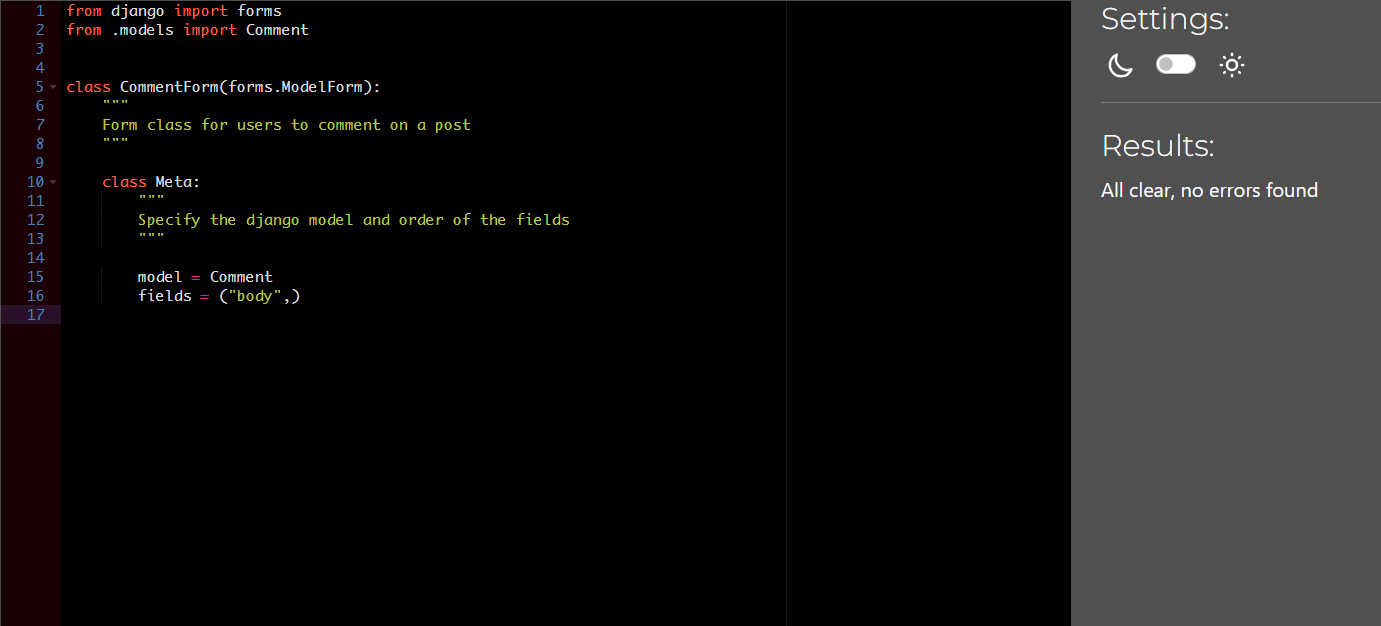 1 from django import forms
2 from .models import Comment
3
4
5 class CommentForm(forms.ModelForm):
6     """
7     Form class for users to comment on a post
8     """
9
10     class Meta:
11         """
12         Specify the django model and order of the fields
13         """
14
15         model = Comment
16         fields = ("body",)
17
Settings:
Results:
All clear, no errors found